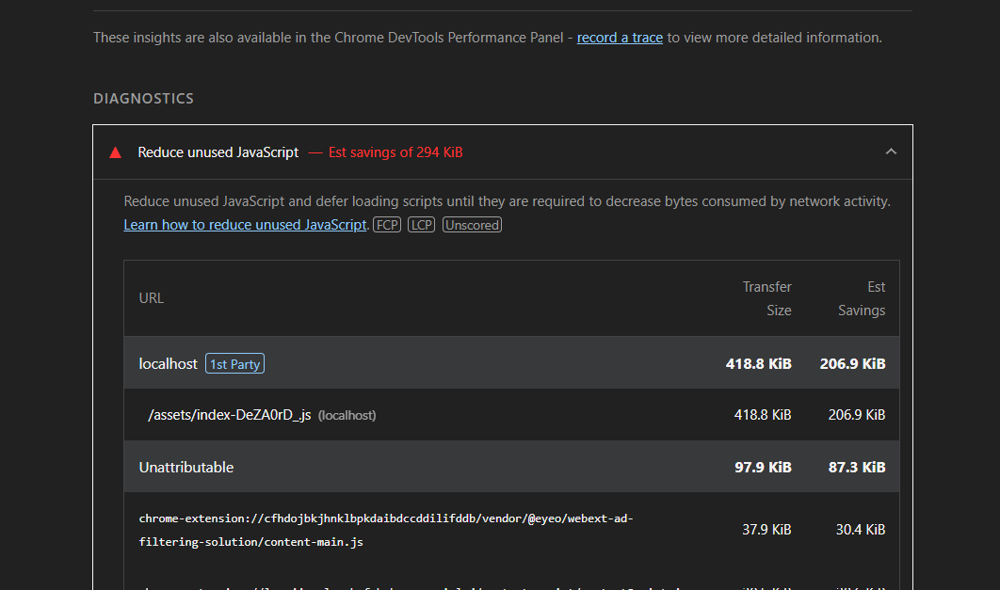 These insights are also available in the Chrome DevTools Performance Panel - record a trace to view more detailed information.
DIAGNOSTICS
Reduce unused JavaScript — Est savings of 294 KiB
Reduce unused JavaScript and defer loading scripts until they are required to decrease bytes consumed by network activity.
Learn how to reduce unused JavaScript. FCP LCP Unscored
URL Transfer Size Est Savings
localhost 1st Party 418.8 KiB 206.9 KiB
/assets/index-DeZA0rD_.js (localhost) 418.8 KiB 206.9 KiB
Unattributable 97.9 KiB 87.3 KiB
chrome-extension://cfhdojbkjhnklbpkdaibdccddilifddb/vendor/@eyeo/webext-ad-
filtering-solution/content-main.js 37.9 KiB 30.4 KiB